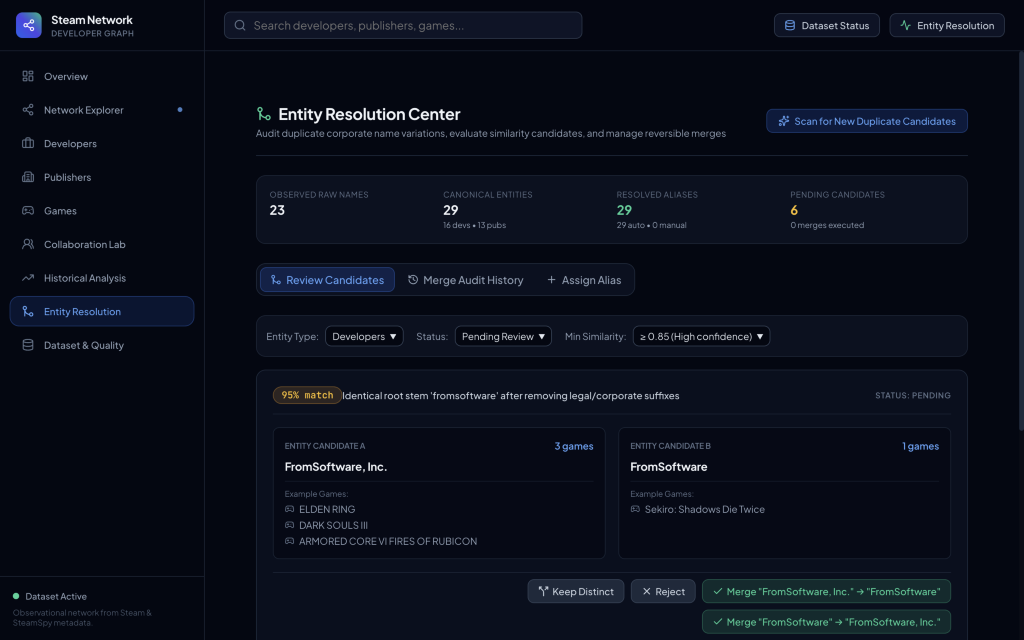 Steam Network
DEVELOPER GRAPH
Search developers, publishers, games...
Dataset Status
Entity Resolution
Overview
Network Explorer
Developers
Publishers
Games
Collaboration Lab
Historical Analysis
Entity Resolution
Dataset & Quality
Dataset Active
Observational network from Steam &
SteamSpy metadata.
Entity Resolution Center
Audit duplicate corporate name variations, evaluate similarity candidates, and manage reversible merges
Scan for New Duplicate Candidates
OBSERVED RAW NAMES
23
CANONICAL ENTITIES
29
16 devs • 13 pubs
RESOLVED ALIASES
29
29 auto • 0 manual
PENDING CANDIDATES
6
0 merges executed
Review Candidates
Merge Audit History
Assign Alias
Entity Type: Developers ▼ Status: Pending Review ▼ Min Similarity: ≥ 0.85 (High confidence) ▼
95% match Identical root stem 'fromsoftware' after removing legal/corporate suffixes
STATUS: PENDING
ENTITY CANDIDATE A
3 games
FromSoftware, Inc.
Example Games:
ELDEN RING
DARK SOULS III
ARMORED CORE VI FIRES OF RUBICON
ENTITY CANDIDATE B
1 games
FromSoftware
Example Games:
Sekiro: Shadows Die Twice
Keep Distinct
Reject
Merge "FromSoftware, Inc." → "FromSoftware"
Merge "FromSoftware" → "FromSoftware, Inc."